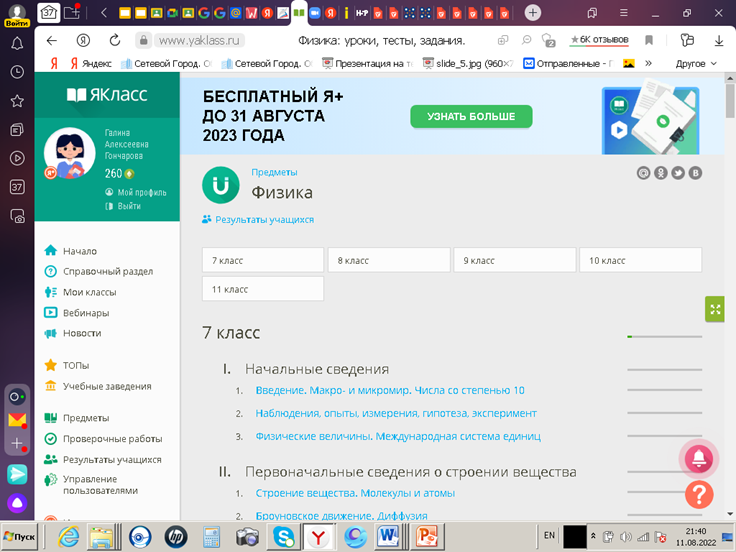 37
Войти
www.yaklass.ru
Физика: уроки, тесты, задания.
2
★6К отзывов
Яндекс
Сетевой Город. С
Сетевой Город. С
Презентация на т
slide_5.jpg (960×
Отправленные - Г
»
Другое
ЯКласс
Галина
Алексеевна
Гончарова
260
Я+
Мой профиль
Выйти
БЕСПЛАТНЫЙ Я+
ДО 31 АВГУСТА
2023 ГОДА
УЗНАТЬ БОЛЬШЕ
37
Начало
Справочный раздел
Мои классы
Вебинары
Новости
ТОПы
Учебные заведения
Предметы
Проверочные работы
Результаты учащихся
Управление
пользователями
Предметы
Физика
Результаты учащихся
7 класс
8 класс
9 класс
10 класс
11 класс
7 класс
I. Начальные сведения
1. Введение. Макро- и микромир. Числа со степенью 10
2. Наблюдения, опыты, измерения, гипотеза, эксперимент
3. Физические величины. Международная система единиц
II. Первоначальные сведения о строении вещества
1. Строение вещества. Молекулы и атомы
2. Броуновское движение. Диффузия
?
Пуск
EN
21:40
11.08.2022